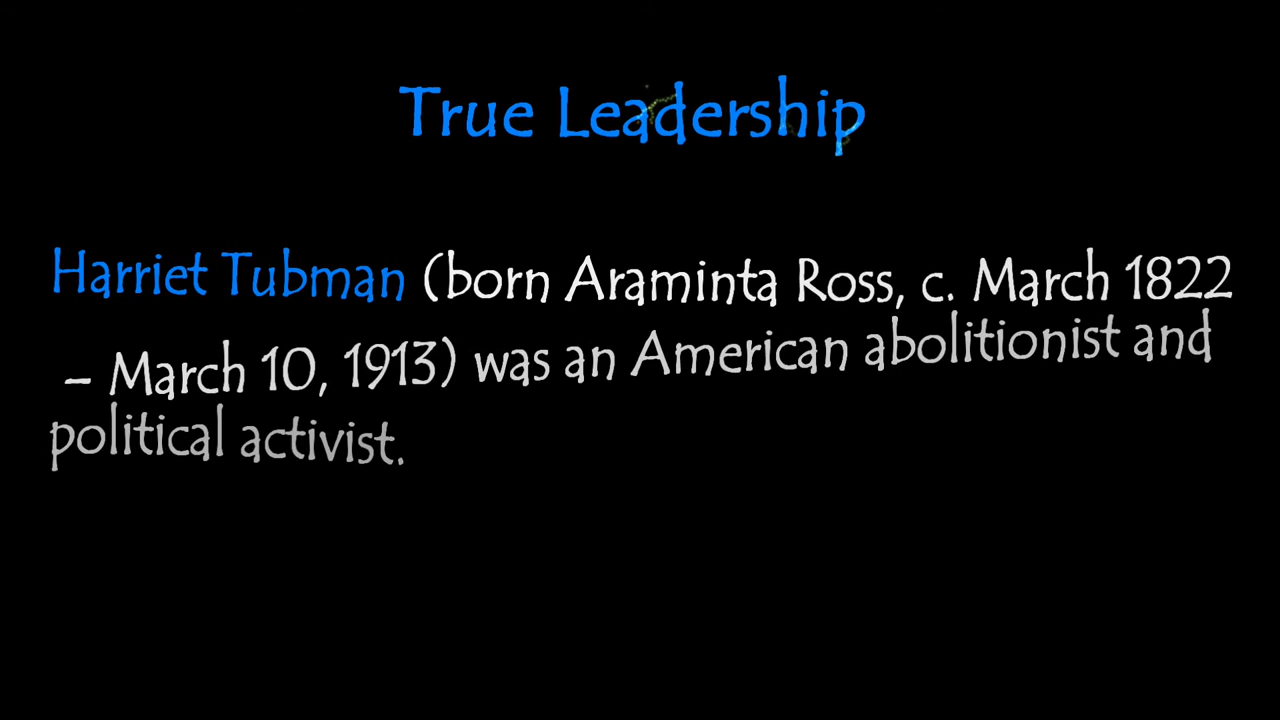 True Leadership
Harriet Tubman (born Araminta Ross, c. March 1822
– March 10, 1913) was an American abolitionist and
political activist.